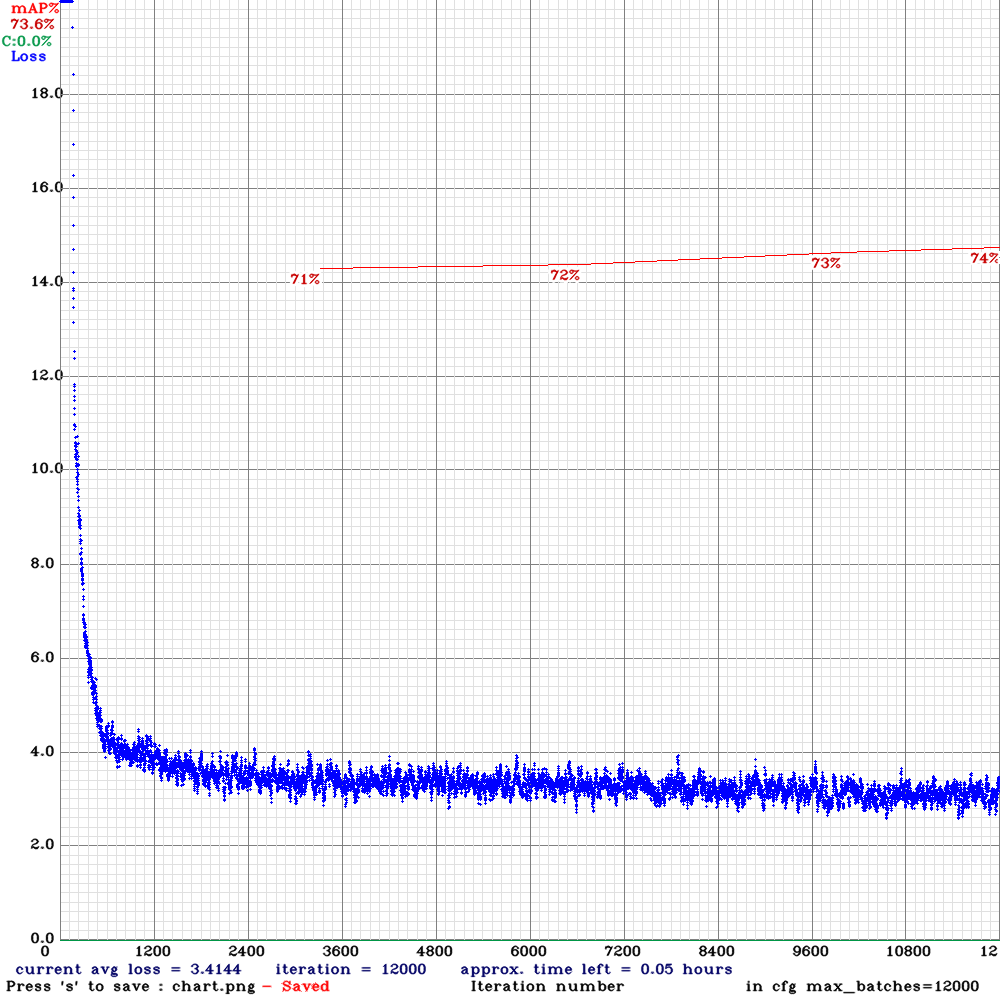 mAP%
73.6%
C:0.0%
Loss
18.0
16.0
14.0
12.0
10.0
8.0
6.0
4.0
2.0
0.0
71%
72%
73%
74%
0 1200 2400 3600 4800 6000 7200 8400 9600 10800 12
current avg loss = 3.4144 iteration = 12000 approx. time left = 0.05 hours
Press 's' to save : chart.png - Saved Iteration number in cfg max_batches=12000